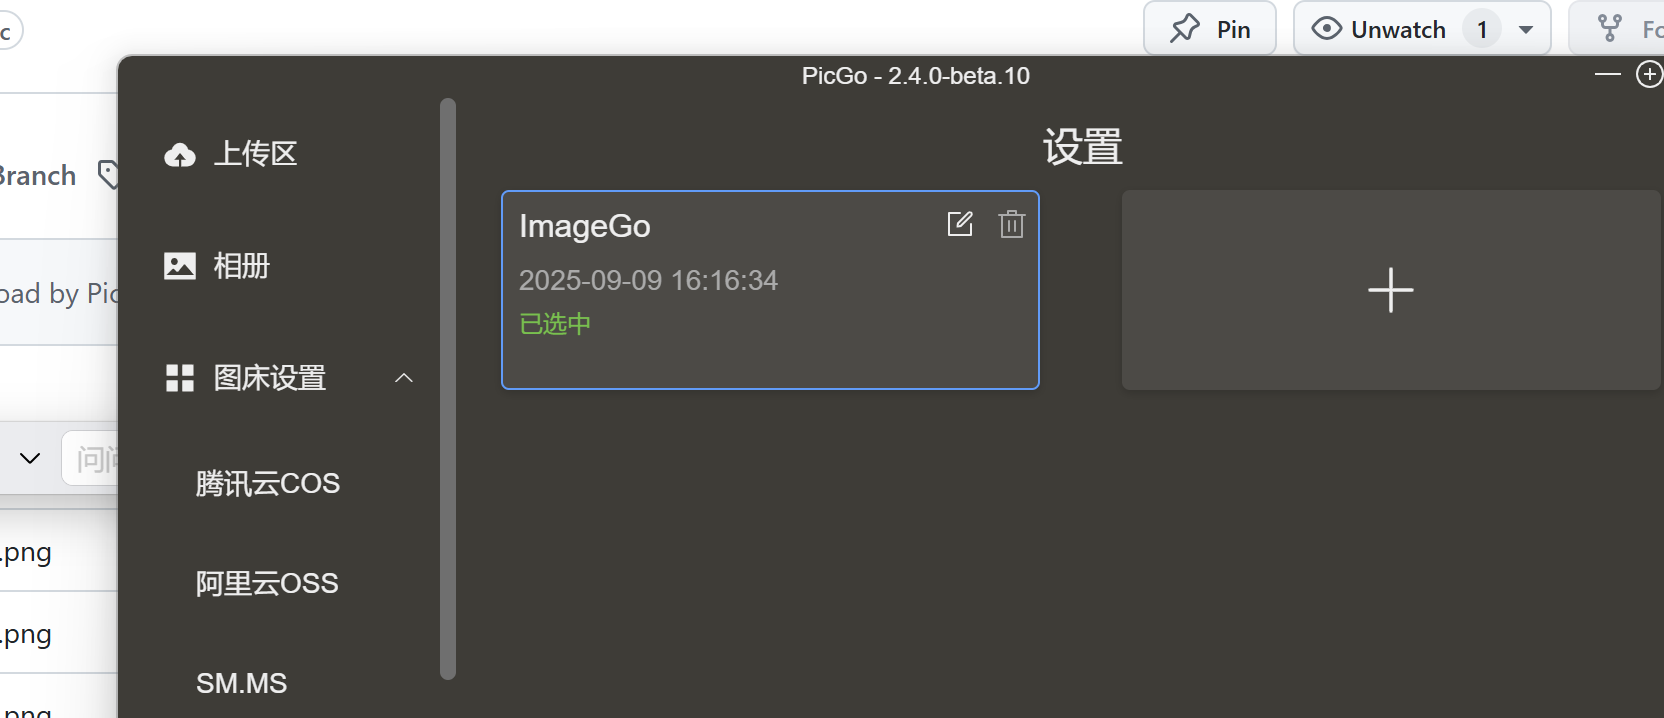 c
Pin
Unwatch 1
Fo
PicGo - 2.4.0-beta.10
上传区
设置
Branch
ImageGo
相册
2025-09-09 16:16:34
oad by Pic
已选中
图床设置
问
腾讯云COS
.png
阿里云OSS
.png
SM.MS
.png